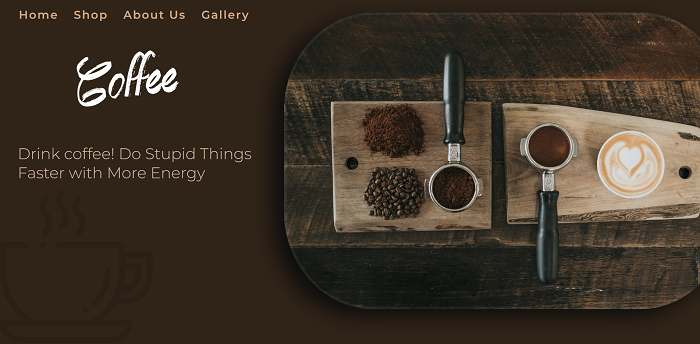 Home Shop About Us Gallery
Coffee
Drink coffee! Do Stupid Things
Faster with More Energy